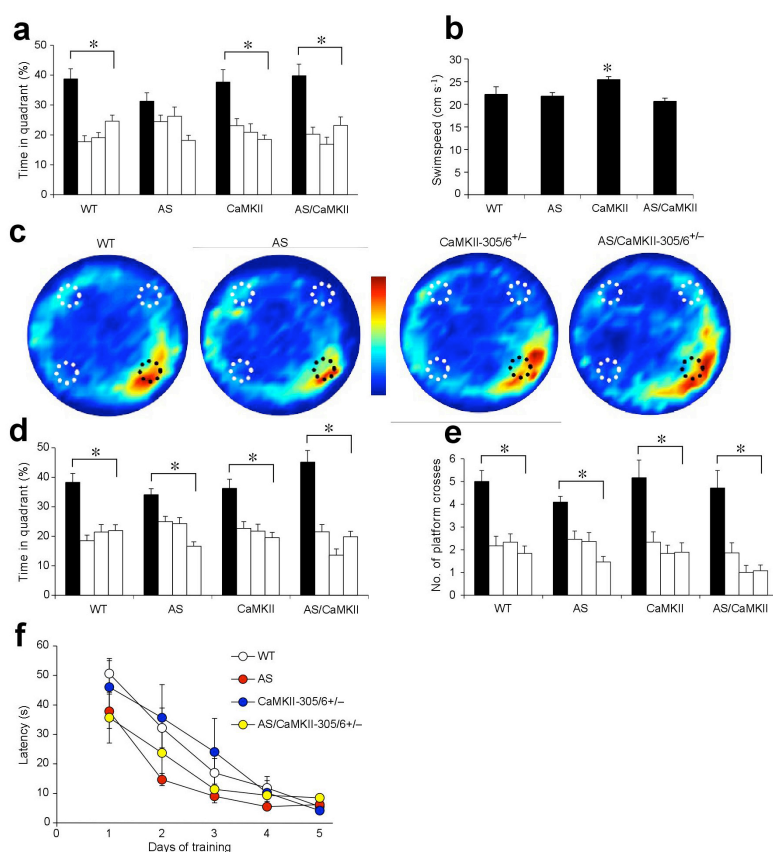 a
*
*
*
50
40
30
20
10
0
Time in quadrant (%)
WT
AS
CaMKII
AS/CaMKII
b
*
30
25
20
15
10
5
0
Swimspeed (cm s⁻¹)
WT
AS
CaMKII
AS/CaMKII
c
WT
AS
CaMKII-305/6+/–
AS/CaMKII-305/6+/–
d
*
*
*
*
50
40
30
20
10
0
Time in quadrant (%)
WT
AS
CaMKII
AS/CaMKII
e
*
*
*
*
7
6
5
4
3
2
1
0
No. of platform crosses
WT
AS
CaMKII
AS/CaMKII
f
60
50
40
30
20
10
0
Latency (s)
WT
AS
CaMKII-305/6+/–
AS/CaMKII-305/6+/–
0
1
2
3
4
5
Days of training